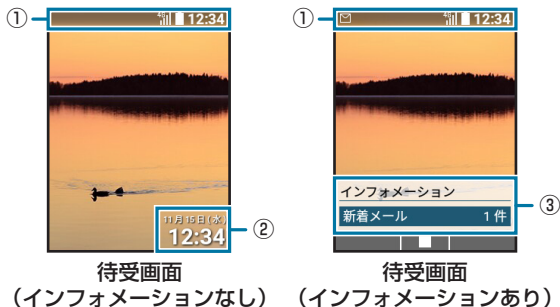 ① 4G 12:34
① 4G 12:34
11月15日(水)
12:34 ②
インフォメーション
新着メール 1件 ③
待受画面
(インフォメーションなし)
待受画面
(インフォメーションあり)